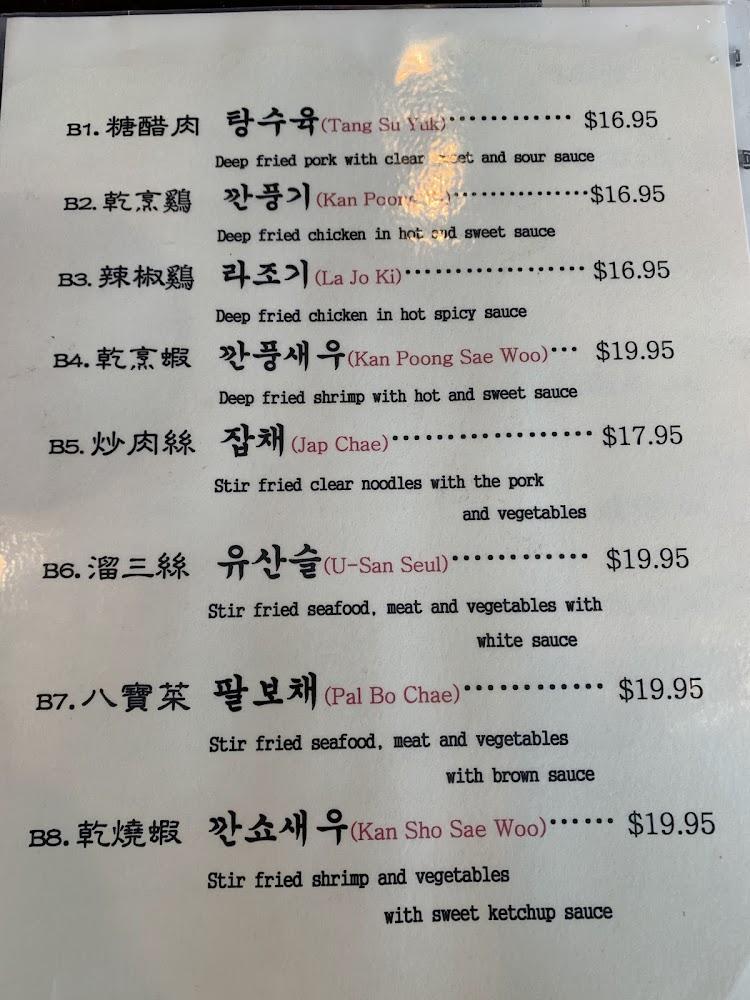 B1. 糖醋肉 탕수육(Tang Su Yuk)············ $16.95
Deep fried pork with clear and sour sauce
B2. 乾烹鷄 깐풍기(Kan Poong ···············$16.95
Deep fried chicken in hot and sweet sauce
B3. 辣椒鷄 라조기(La Jo Ki)··················· $16.95
Deep fried chicken in hot spicy sauce
B4. 乾烹蝦 깐풍새우(Kan Poong Sae Woo)··· $19.95
Deep fried shrimp with hot and sweet sauce
B5. 炒肉絲 잡채(Jap Chae)···················· $17.95
Stir fried clear noodles with the pork
and vegetables
B6. 溜三絲 유산슬(U-San Seul)············· $19.95
Stir fried seafood, meat and vegetables with
white sauce
B7. 八寶菜 팔보채(Pal Bo Chae)············· $19.95
Stir fried seafood, meat and vegetables
with brown sauce
B8. 乾燒蝦 깐쇼새우(Kan Sho Sae Woo)······ $19.95
Stir fried shrimp and vegetables
with sweet ketchup sauce